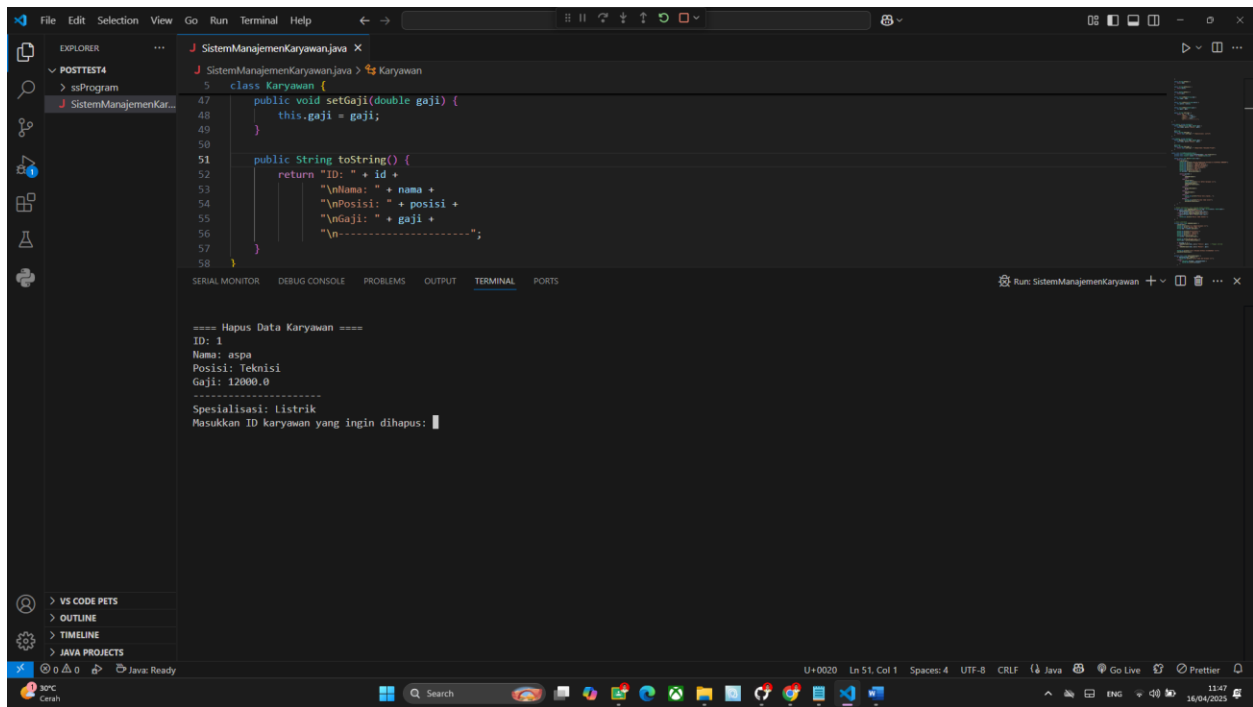 File Edit Selection View Go Run Terminal Help
EXPLORER
SistemManajemenKaryawan.java
POSTTEST4
ssProgram
SistemManajemenKar...
SistemManajemenKaryawan.java > Karyawan
5 class Karyawan {
47 public void setGaji(double gaji) {
48 this.gaji = gaji;
49 }
50
51 public String toString() {
52 return "ID: " + id +
53 "\nNama: " + nama +
54 "\nPosisi: " + posisi +
55 "\nGaji: " + gaji +
56 "\n----------------------";
57 }
58 }
SERIAL MONITOR DEBUG CONSOLE PROBLEMS OUTPUT TERMINAL PORTS
Run: SistemManajemenKaryawan
==== Hapus Data Karyawan ====
ID: 1
Nama: aspa
Posisi: Teknisi
Gaji: 12000.0
----------------------
Spesialisasi: Listrik
Masukkan ID karyawan yang ingin dihapus:
VS CODE PETS
OUTLINE
TIMELINE
JAVA PROJECTS
0 0 Java: Ready
U+0020 Ln 51, Col 1 Spaces: 4 UTF-8 CRLF Java Go Live Prettier
30°C
Cerah
Search
ENG
11:47
16/04/2025